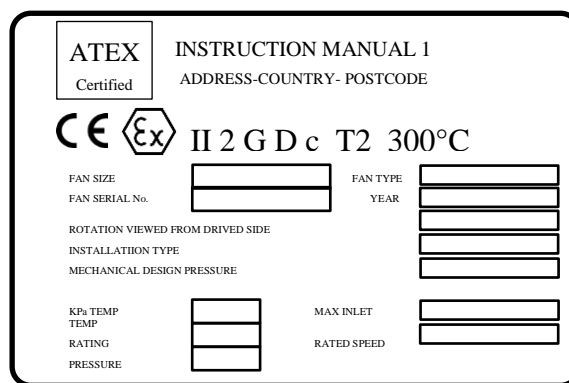 ATEX
Certified
INSTRUCTION MANUAL 1
ADDRESS-COUNTRY- POSTCODE
CE Ex II 2 G D c T2 300°C
FAN SIZE
FAN TYPE
FAN SERIAL No.
YEAR
ROTATION VIEWED FROM DRIVED SIDE
INSTALLATIION TYPE
MECHANICAL DESIGN PRESSURE
KPa TEMP
MAX INLET
TEMP
RATING
RATED SPEED
PRESSURE